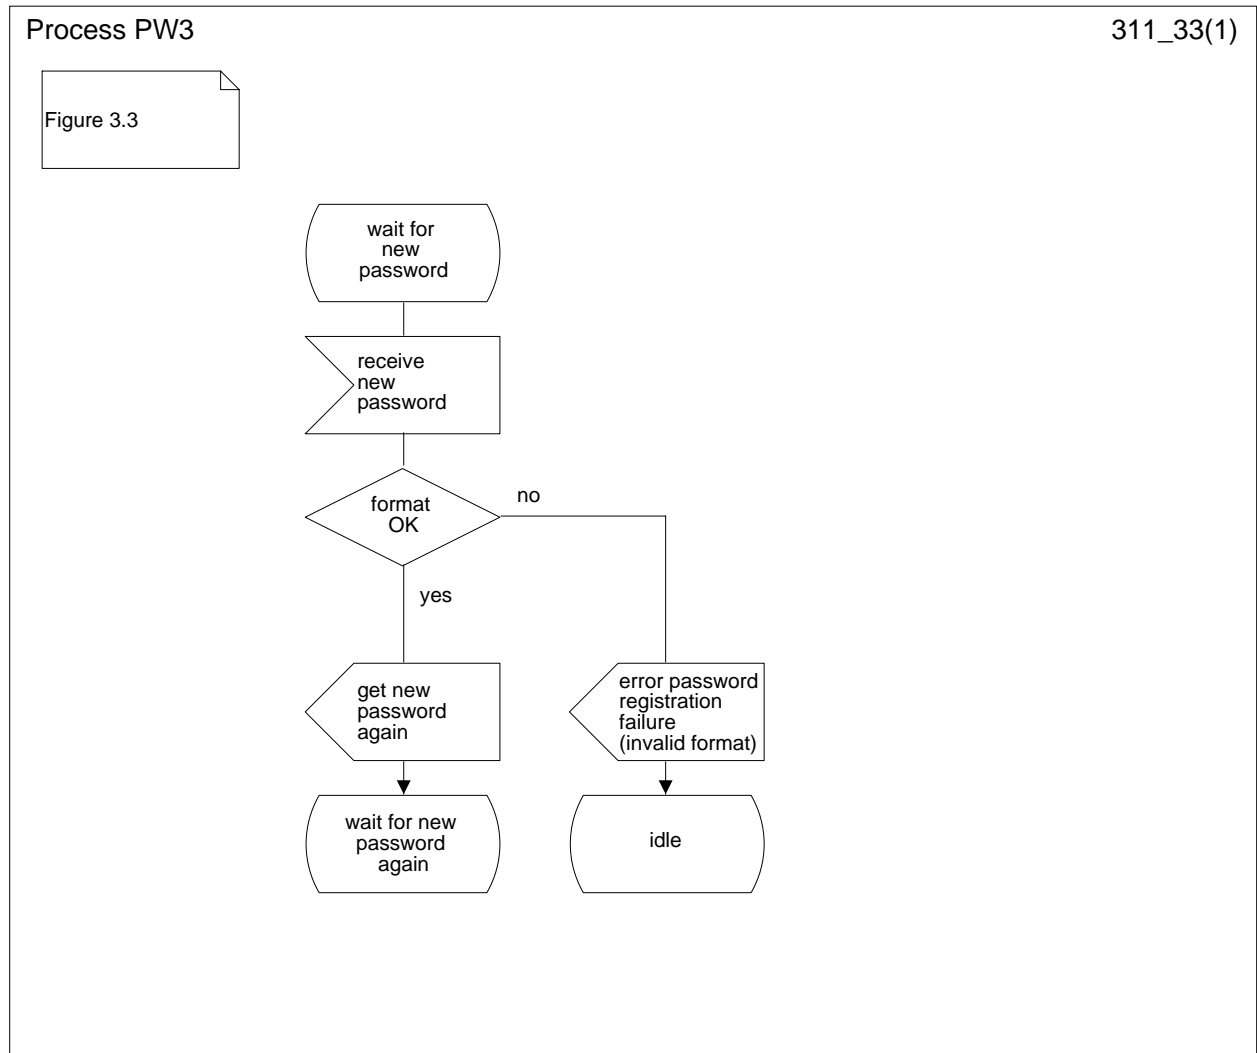 Process PW3
311_33(1)
Figure 3.3
wait for
new
password
receive
new
password
format
OK
no
yes
get new
password
again
error password
registration
failure
(invalid format)
wait for new
password
again
idle